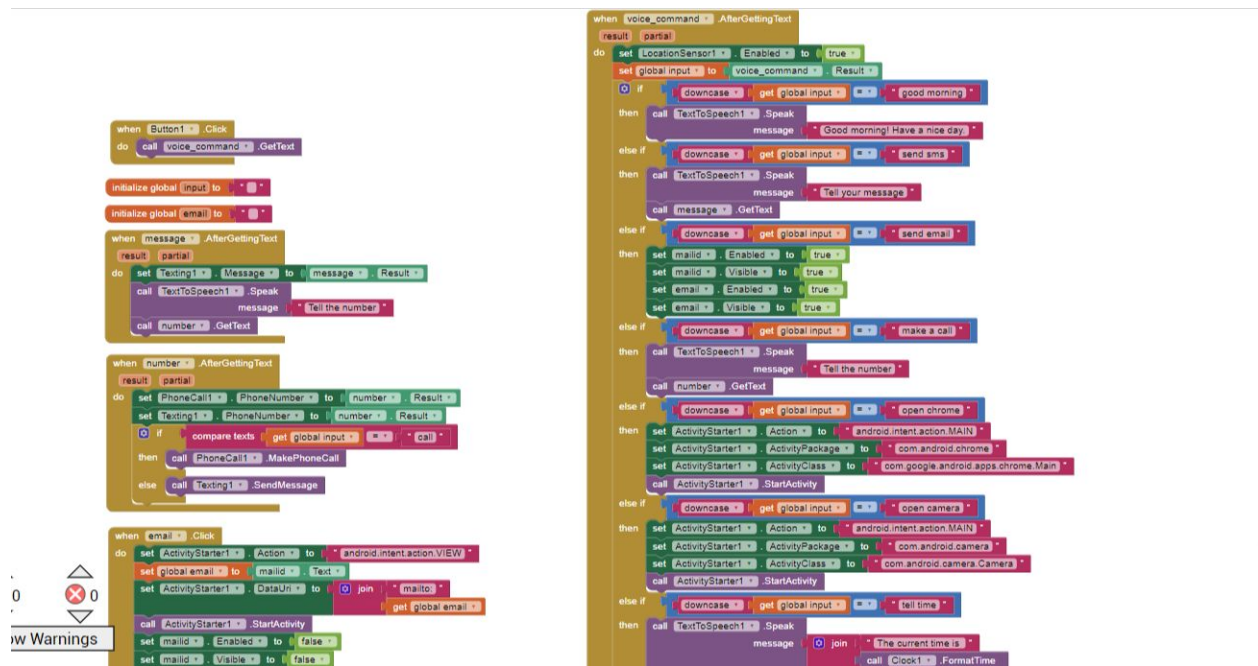 when Button1 .Click
do call voice_command .GetText
initialize global input to " "
initialize global email to " "
when message .AfterGettingText
result partial
do set Texting1 . Message to message . Result
call TextToSpeech1 .Speak
message " Tell the number "
call number .GetText
when number .AfterGettingText
result partial
do set PhoneCall1 . PhoneNumber to number . Result
set Texting1 . PhoneNumber to number . Result
if compare texts get global input = " call "
then call PhoneCall1 .MakePhoneCall
else call Texting1 .SendMessage
when email .Click
do set ActivityStarter1 . Action to " android.intent.action.VIEW "
set global email to mailid . Text
set ActivityStarter1 . DataUri to join " mailto: "
get global email
call ActivityStarter1 .StartActivity
set mailid . Enabled to false
set mailid . Visible to false
0 0
ow Warnings
when voice_command .AfterGettingText
result partial
do set LocationSensor1 . Enabled to true
set global input to voice_command . Result
if downcase get global input = " good morning "
then call TextToSpeech1 .Speak
message " Good morning! Have a nice day. "
else if downcase get global input = " send sms "
then call TextToSpeech1 .Speak
message " Tell your message "
call message .GetText
else if downcase get global input = " send email "
then set mailid . Enabled to true
set mailid . Visible to true
set email . Enabled to true
set email . Visible to true
else if downcase get global input = " make a call "
then call TextToSpeech1 .Speak
message " Tell the number "
call number .GetText
else if downcase get global input = " open chrome "
then set ActivityStarter1 . Action to " android.intent.action.MAIN "
set ActivityStarter1 . ActivityPackage to " com.android.chrome "
set ActivityStarter1 . ActivityClass to " com.google.android.apps.chrome.Main "
call ActivityStarter1 .StartActivity
else if downcase get global input = " open camera "
then set ActivityStarter1 . Action to " android.intent.action.MAIN "
set ActivityStarter1 . ActivityPackage to " com.android.camera "
set ActivityStarter1 . ActivityClass to " com.android.camera.Camera "
call ActivityStarter1 .StartActivity
else if downcase get global input = " tell time "
then call TextToSpeech1 .Speak
message join " The current time is "
call Clock1 .FormatTime